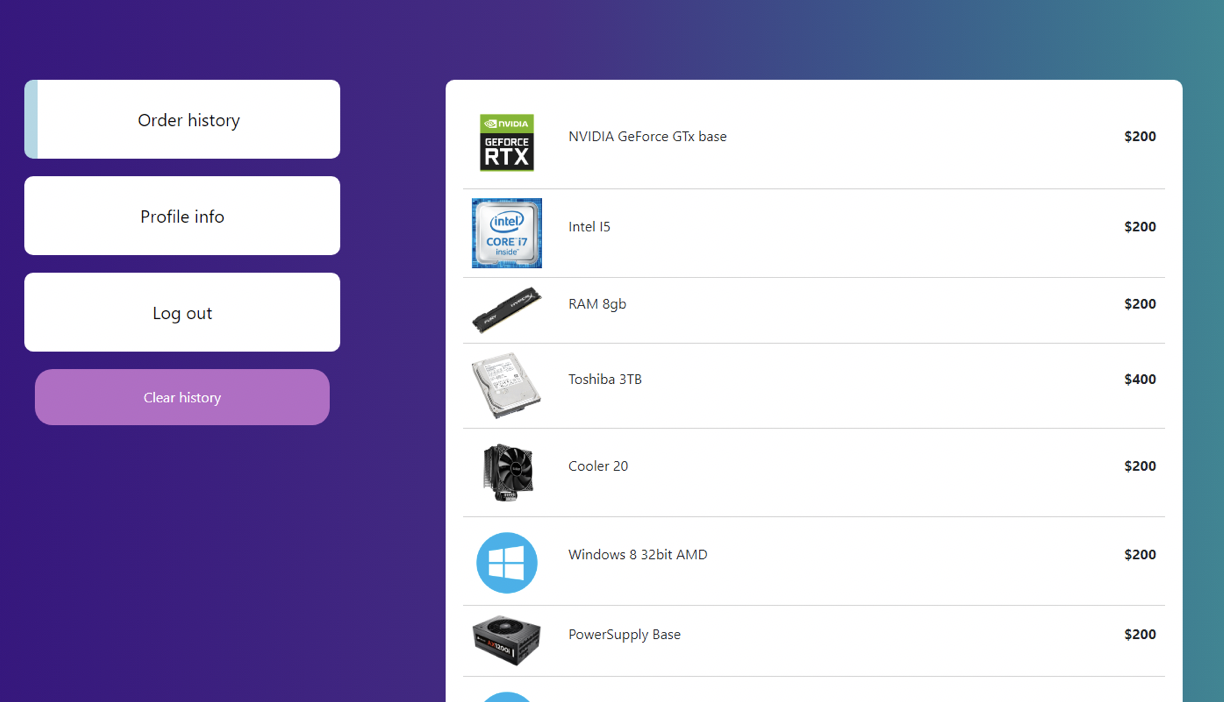 Order history
Profile info
Log out
Clear history
NVIDIA
GEFORCE
RTX
NVIDIA GeForce GTx base
$200
intel
CORE i7
inside
Intel I5
$200
RAM 8gb
$200
Toshiba 3TB
$400
Cooler 20
$200
Windows 8 32bit AMD
$200
PowerSupply Base
$200